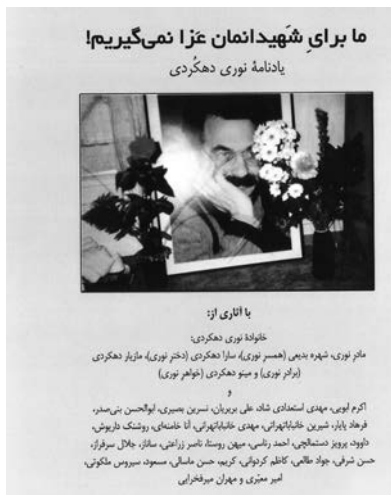 ما برایِ شَهیدانمان عَزا نمی‌گیریم!
یادنامهٔ نوری دهکُردی
با آثاری از:
خانوادهٔ نوری دهکردی:
مادرِ نوری، شهره بدیعی (همسرِ نوری)، سارا دهکردی (دخترِ نوری)، مازیار دهکردی
(برادرِ نوری) و مینو دهکردی (خواهرِ نوری)
و
اکرم ایوبی، مهدی استعدادی شاد، علی بریریان، نسرین بصیری، ابوالحسن بنی‌صدر،
فرهاد پایار، شیرین خانباباتهرانی، مهدی خانباباتهرانی، آنا خامنه‌ای، روشنک داریوش،
داوود، پرویز دستمالچی، احمد رناسی، میهن روستا، ناصر زراعتی، ساناز، جلال سرفراز،
حسن شرفی، جواد طالعی، کاظم کردوانی، کریم، حسن ماسالی، مسعود، سیروس ملکوتی،
امیر معیّری و مهران میرفخرایی